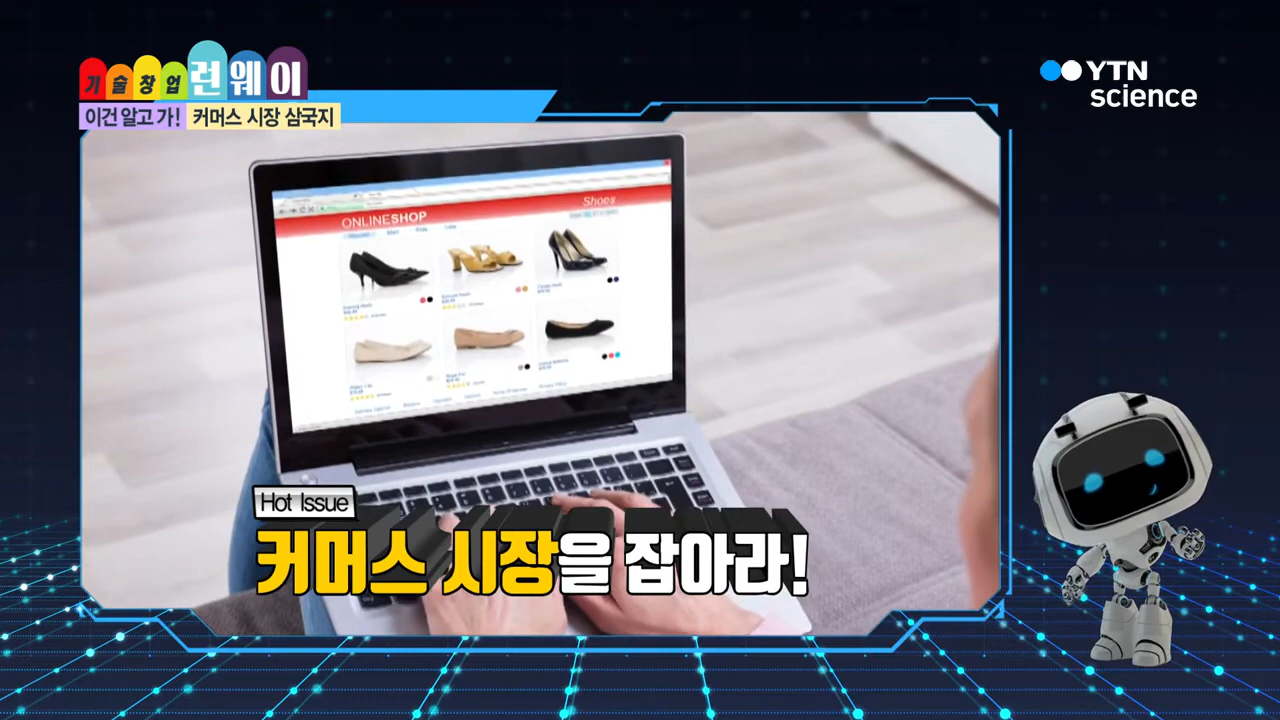 기술창업런웨이
이건 알고 가! 커머스 시장 삼국지
YTN
science
ONLINESHOP
Shoes
Hot Issue
커머스 시장을 잡아라!